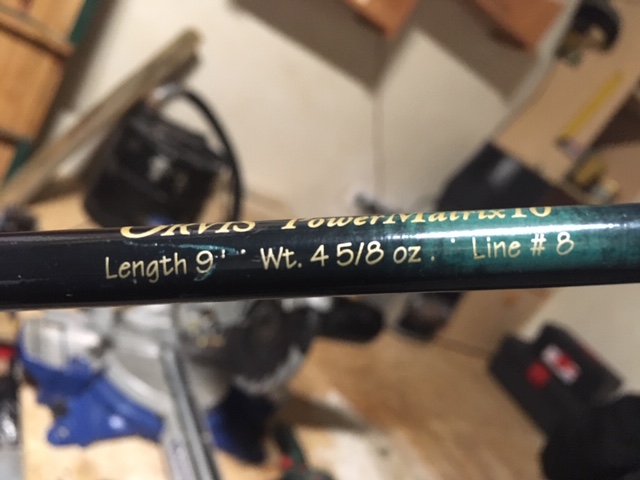 ORVIS PowerMatrix10
Length 9' Wt. 4 5/8 oz. Line # 8